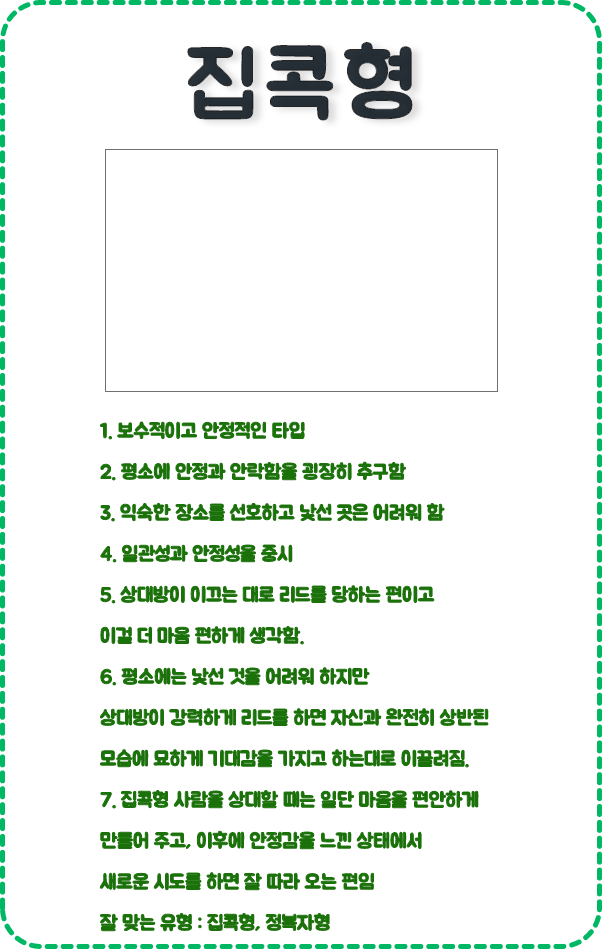 집콕형
1. 보수적이고 안정적인 타입
2. 평소에 안정과 안락함을 굉장히 추구함
3. 익숙한 장소를 선호하고 낯선 곳은 어려워 함
4. 일관성과 안정성을 중시
5. 상대방이 이끄는 대로 리드를 당하는 편이고
이걸 더 마음 편하게 생각함.
6. 평소에는 낯선 것을 어려워 하지만
상대방이 강력하게 리드를 하면 자신과 완전히 상반된
모습에 묘하게 기대감을 가지고 하는대로 이끌려짐.
7. 집콕형 사람을 상대할 때는 일단 마음을 편안하게
만들어 주고, 이후에 안정감을 느낀 상태에서
새로운 시도를 하면 잘 따라 오는 편임
잘 맞는 유형 : 집콕형, 정복자형